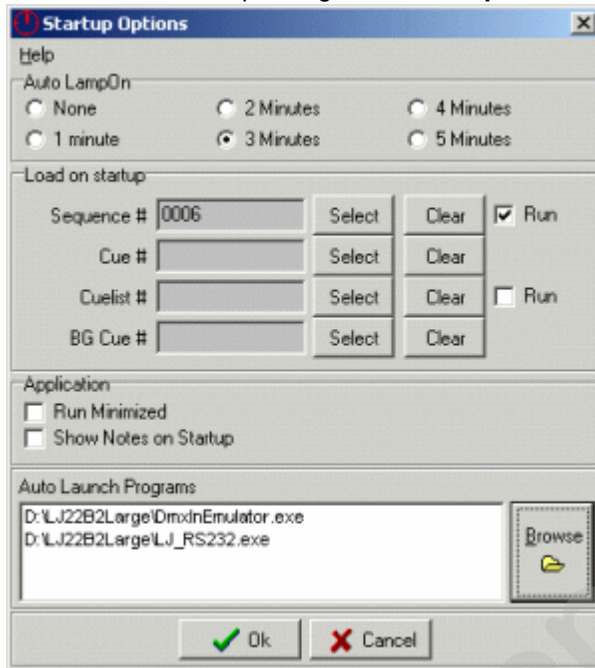 Startup Options
Help
Auto LampOn
None 2 Minutes 4 Minutes
1 minute 3 Minutes 5 Minutes
Load on startup
Sequence # 0006 Select Clear Run
Cue # Select Clear
Cuelist # Select Clear Run
BG Cue # Select Clear
Application
Run Minimized
Show Notes on Startup
Auto Launch Programs
D:\LJ22B2Large\DmxInEmulator.exe
D:\LJ22B2Large\LJ_RS232.exe
Browse
Ok Cancel